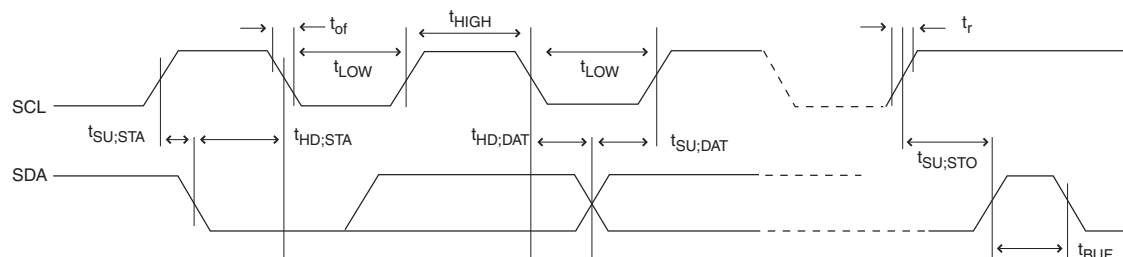 t_of
t_HIGH
t_r
t_LOW
t_LOW
SCL
t_SU;STA
t_HD;STA
t_HD;DAT
t_SU;DAT
t_SU;STO
SDA
t_BUF